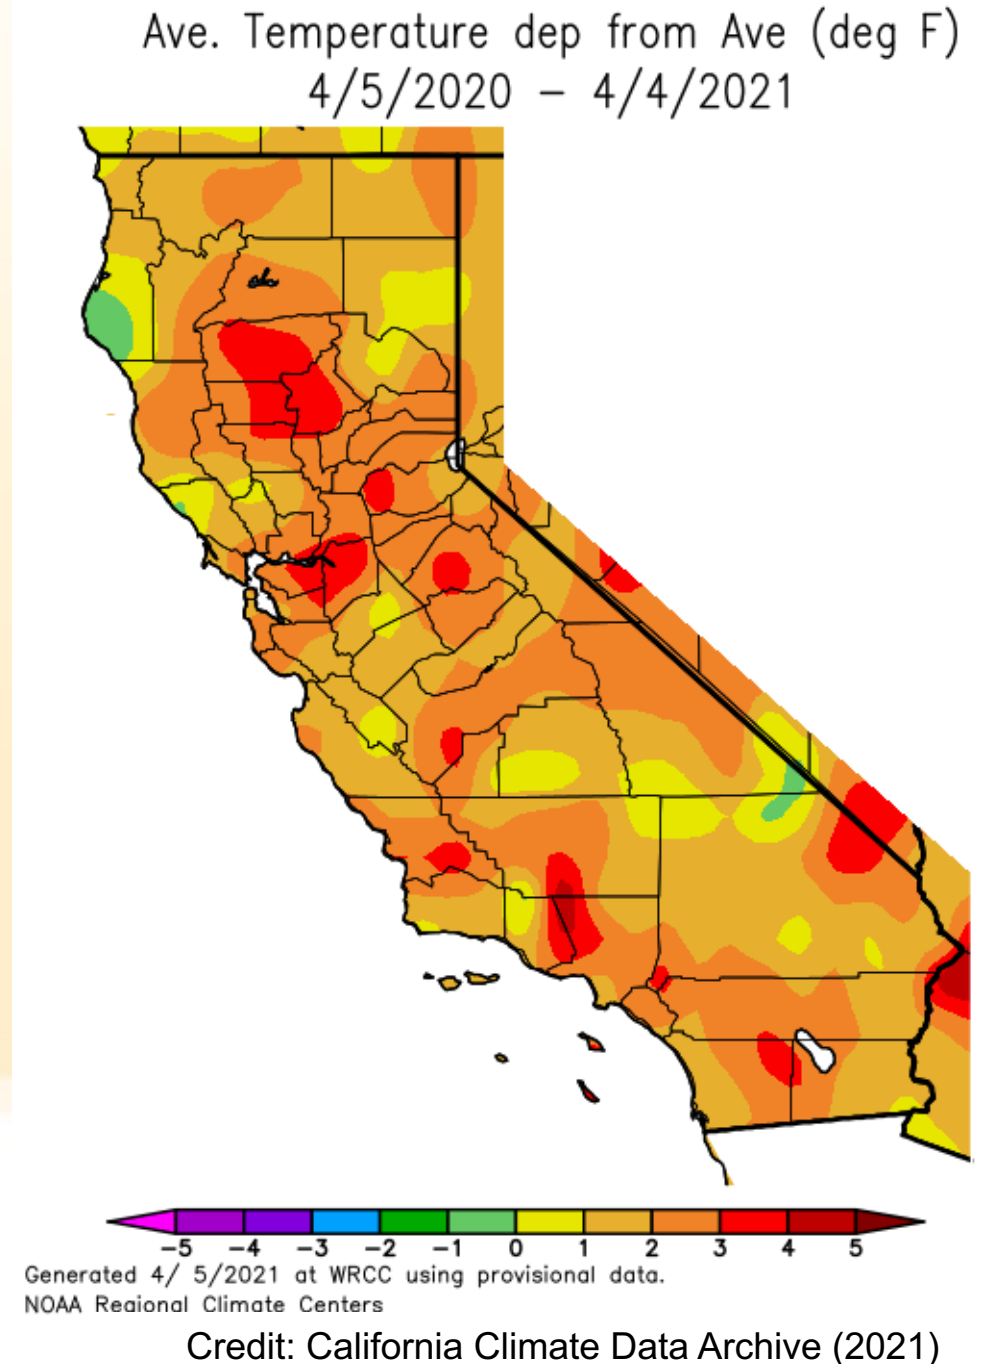 Ave. Temperature dep from Ave (deg F)
4/5/2020 – 4/4/2021
-5 -4 -3 -2 -1 0 1 2 3 4 5
Generated 4/ 5/2021 at WRCC using provisional data.
NOAA Regional Climate Centers
Credit: California Climate Data Archive (2021)